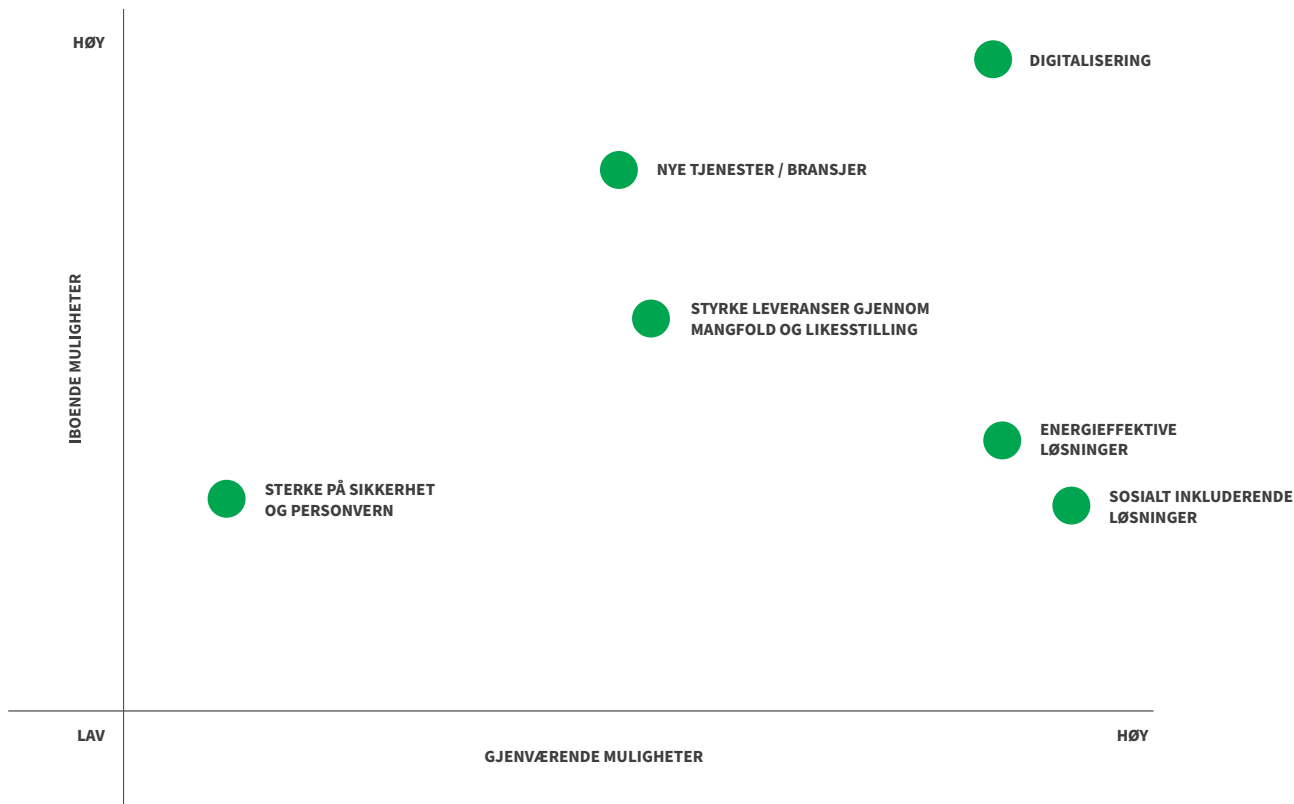 HØY
DIGITALISERING
NYE TJENESTER / BRANSJER
IBOENDE MULIGHETER
STYRKE LEVERANSER GJENNOM
MANGFOLD OG LIKESSTILLING
ENERGIEFFEKTIVE
LØSNINGER
STERKE PÅ SIKKERHET
OG PERSONVERN
SOSIALT INKLUDERENDE
LØSNINGER
LAV
HØY
GJENVÆRENDE MULIGHETER